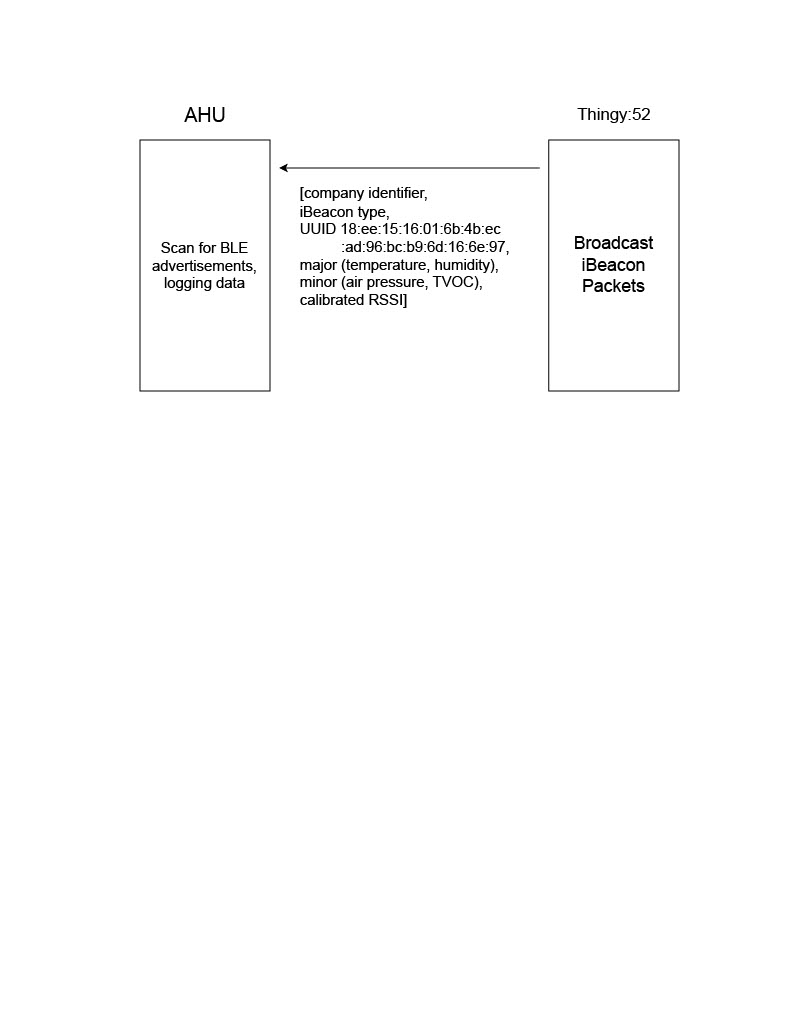 AHU
Thingy:52
Scan for BLE
advertisements,
logging data
[company identifier,
iBeacon type,
UUID 18:ee:15:16:01:6b:4b:ec
:ad:96:bc:b9:6d:16:6e:97,
major (temperature, humidity),
minor (air pressure, TVOC),
calibrated RSSI]
Broadcast
iBeacon
Packets